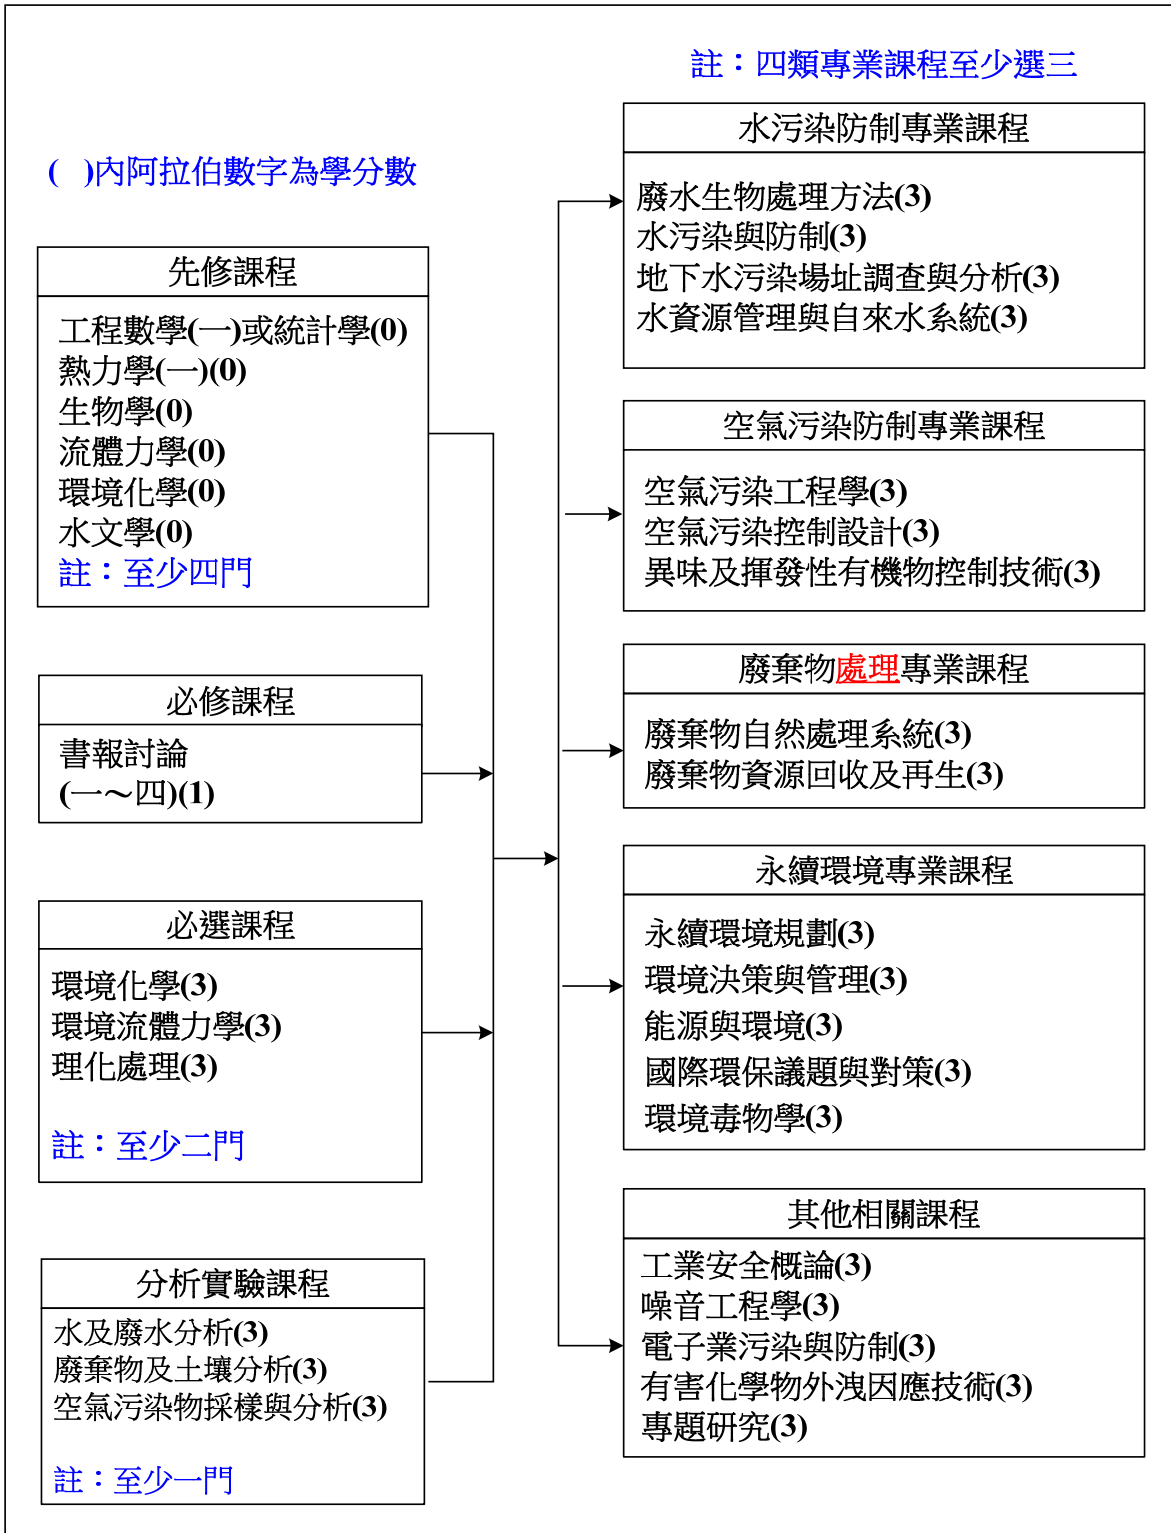 註：四類專業課程至少選三
(   )內阿拉伯數字為學分數
先修課程
工程數學(一)或統計學(0)
熱力學(一)(0)
生物學(0)
流體力學(0)
環境化學(0)
水文學(0)
註：至少四門
必修課程
書報討論
(一～四)(1)
必選課程
環境化學(3)
環境流體力學(3)
理化處理(3)
註：至少二門
分析實驗課程
水及廢水分析(3)
廢棄物及土壤分析(3)
空氣污染物採樣與分析(3)
註：至少一門
水污染防制專業課程
廢水生物處理方法(3)
水污染與防制(3)
地下水污染場址調查與分析(3)
水資源管理與自來水系統(3)
空氣污染防制專業課程
空氣污染工程學(3)
空氣污染控制設計(3)
異味及揮發性有機物控制技術(3)
廢棄物處理專業課程
廢棄物自然處理系統(3)
廢棄物資源回收及再生(3)
永續環境專業課程
永續環境規劃(3)
環境決策與管理(3)
能源與環境(3)
國際環保議題與對策(3)
環境毒物學(3)
其他相關課程
工業安全概論(3)
噪音工程學(3)
電子業污染與防制(3)
有害化學物外洩因應技術(3)
專題研究(3)